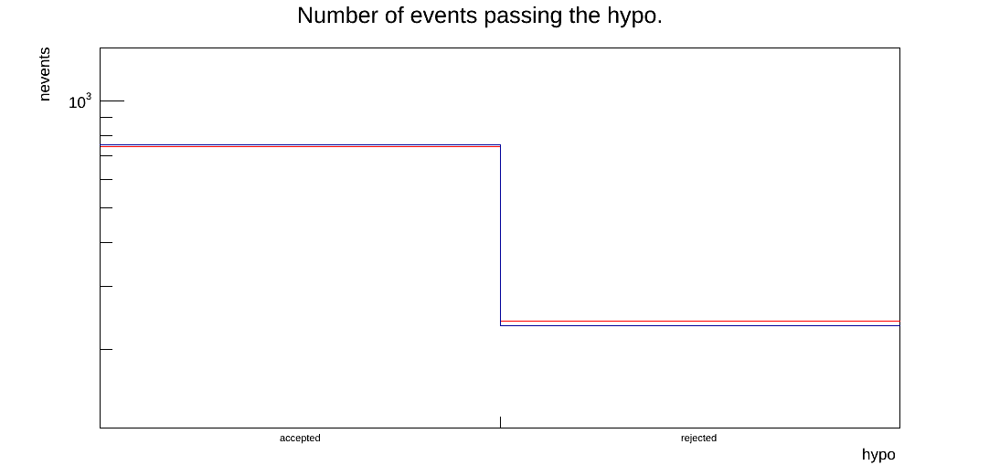 Number of events passing the hypo.
nevents
10³
accepted
rejected
hypo